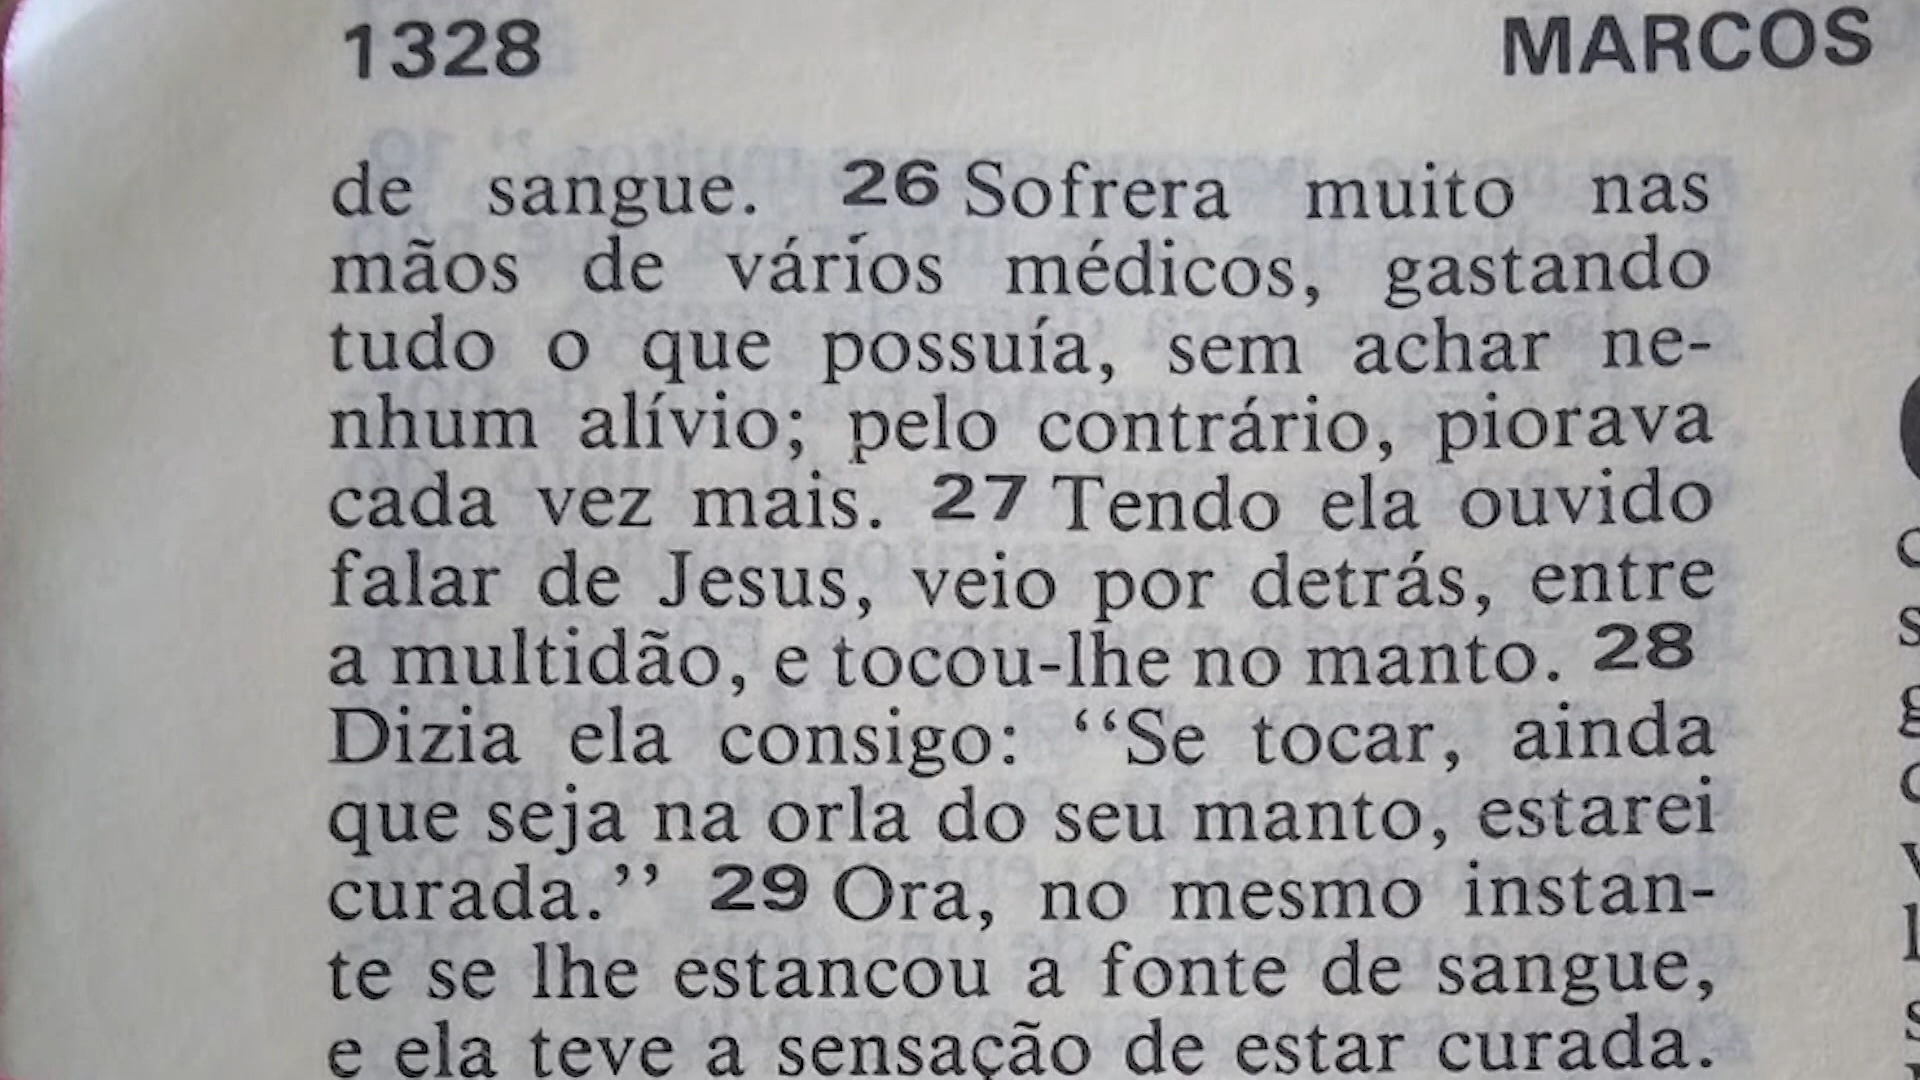 1328 MARCOS
de sangue. 26 Sofrera muito nas
mãos de vários médicos, gastando
tudo o que possuía, sem achar ne-
nhum alívio; pelo contrário, piorava
cada vez mais. 27 Tendo ela ouvido
falar de Jesus, veio por detrás, entre
a multidão, e tocou-lhe no manto. 28
Dizia ela consigo: ‘‘Se tocar, ainda
que seja na orla do seu manto, estarei
curada.’’ 29 Ora, no mesmo instan-
te se lhe estancou a fonte de sangue,
e ela teve a sensação de estar curada.